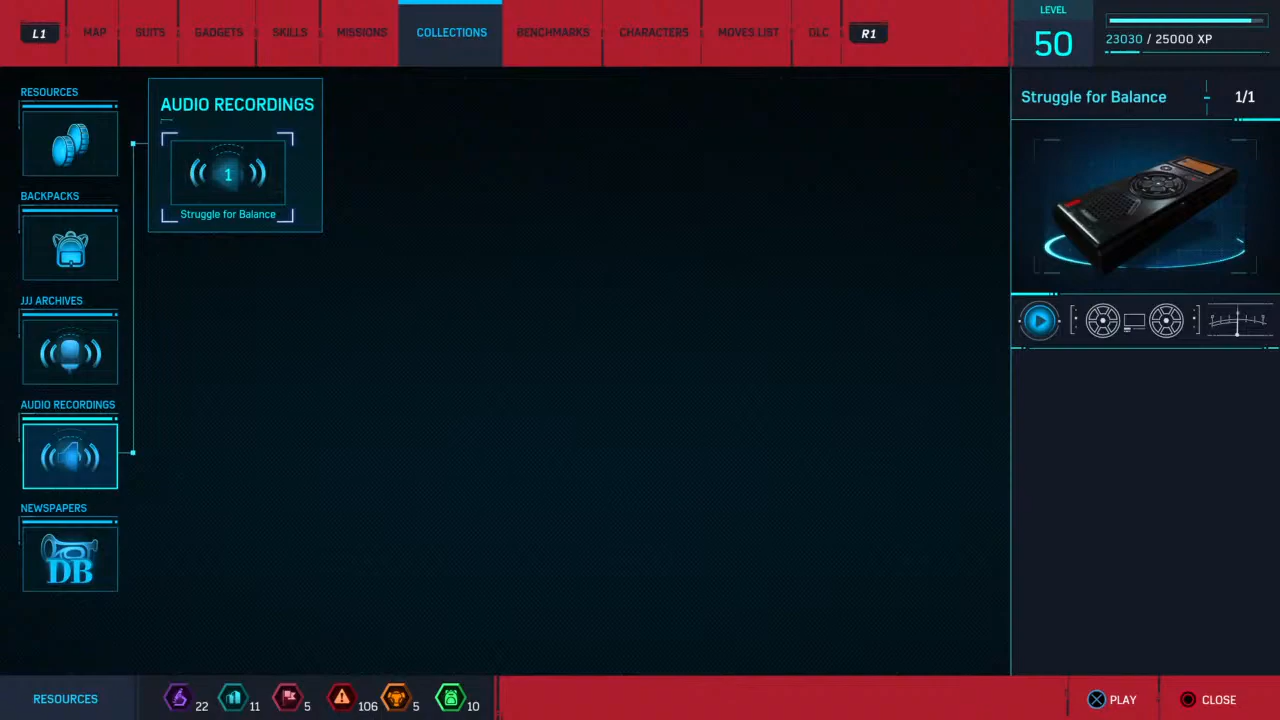 L1 MAP SUITS GADGETS SKILLS MISSIONS COLLECTIONS BENCHMARKS CHARACTERS MOVES LIST DLC R1
LEVEL
50
23030 / 25000 XP
RESOURCES
BACKPACKS
JJJ ARCHIVES
AUDIO RECORDINGS
NEWSPAPERS
DB
AUDIO RECORDINGS
1
Struggle for Balance
Struggle for Balance 1/1
RESOURCES 22 11 5 106 5 10
PLAY CLOSE